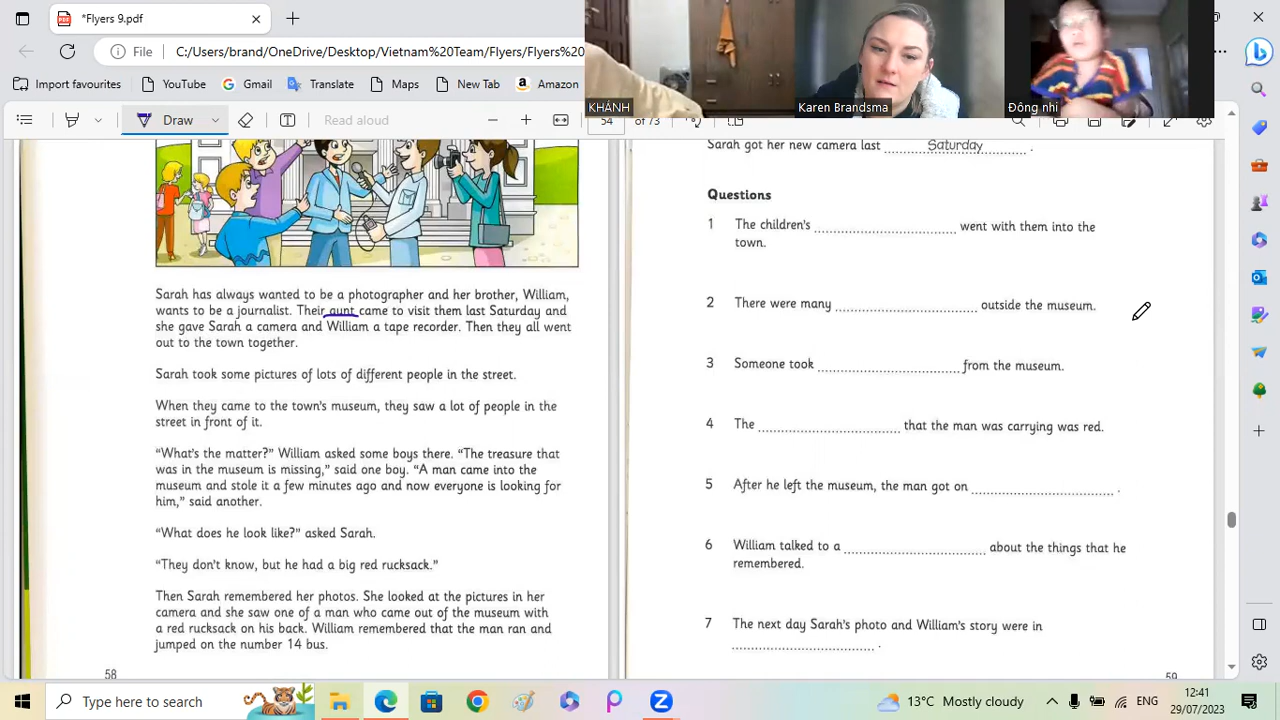 *Flyers 9.pdf
File
C:/Users/brand/OneDrive/Desktop/Vietnam%20Team/Flyers/Flyers%
Import favourites
YouTube
Gmail
Translate
New Tab
Amazon
KHÁNH
Karen Brandsma
Đông nhi
Draw
Read aloud
54
of 73
Sarah got her new camera last Saturday .
Questions
1 The children's ........ went with them into the
town.
2 There were many ........ outside the museum.
3 Someone took ........ from the museum.
4 The ........ that the man was carrying was red.
5 After he left the museum, the man got on ........ .
6 William talked to a ........ about the things that he
remembered.
7 The next day Sarah's photo and William's story were in
........ .
59
Sarah has always wanted to be a photographer and her brother, William,
wants to be a journalist. Their aunt came to visit them last Saturday and
she gave Sarah a camera and William a tape recorder. Then they all went
out to the town together.
Sarah took some pictures of lots of different people in the street.
When they came to the town's museum, they saw a lot of people in the
street in front of it.
“What's the matter?” William asked some boys there. “The treasure that
was in the museum is missing,” said one boy. “A man came into the
museum and stole it a few minutes ago and now everyone is looking for
him,” said another.
“What does he look like?” asked Sarah.
“They don't know, but he had a big red rucksack.”
Then Sarah remembered her photos. She looked at the pictures in her
camera and she saw one of a man who came out of the museum with
a red rucksack on his back. William remembered that the man ran and
jumped on the number 14 bus.
58
Type here to search
13°C Mostly cloudy
ENG
12:41
29/07/2023